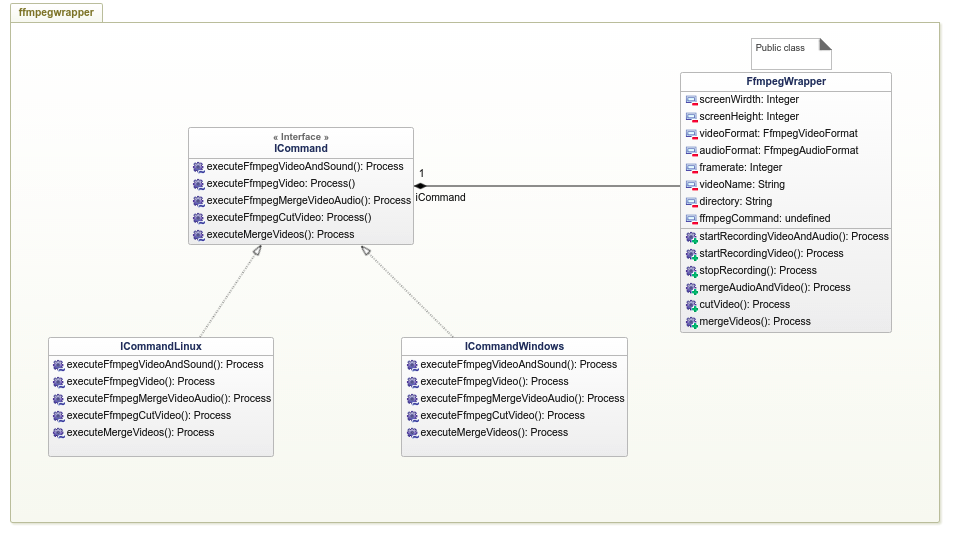 ffmpegwrapper
Public class
FfmpegWrapper
screenWirdth: Integer
screenHeight: Integer
videoFormat: FfmpegVideoFormat
audioFormat: FfmpegAudioFormat
framerate: Integer
videoName: String
directory: String
ffmpegCommand: undefined
startRecordingVideoAndAudio(): Process
startRecordingVideo(): Process
stopRecording(): Process
mergeAudioAndVideo(): Process
cutVideo(): Process
mergeVideos(): Process
« Interface »
ICommand
executeFfmpegVideoAndSound(): Process
executeFfmpegVideo: Process()
executeFfmpegMergeVideoAudio(): Process
executeFfmpegCutVideo: Process()
executeMergeVideos(): Process
1
iCommand
ICommandLinux
executeFfmpegVideoAndSound(): Process
executeFfmpegVideo(): Process
executeFfmpegMergeVideoAudio(): Process
executeFfmpegCutVideo(): Process
executeMergeVideos(): Process
ICommandWindows
executeFfmpegVideoAndSound(): Process
executeFfmpegVideo(): Process
executeFfmpegMergeVideoAudio(): Process
executeFfmpegCutVideo(): Process
executeMergeVideos(): Process